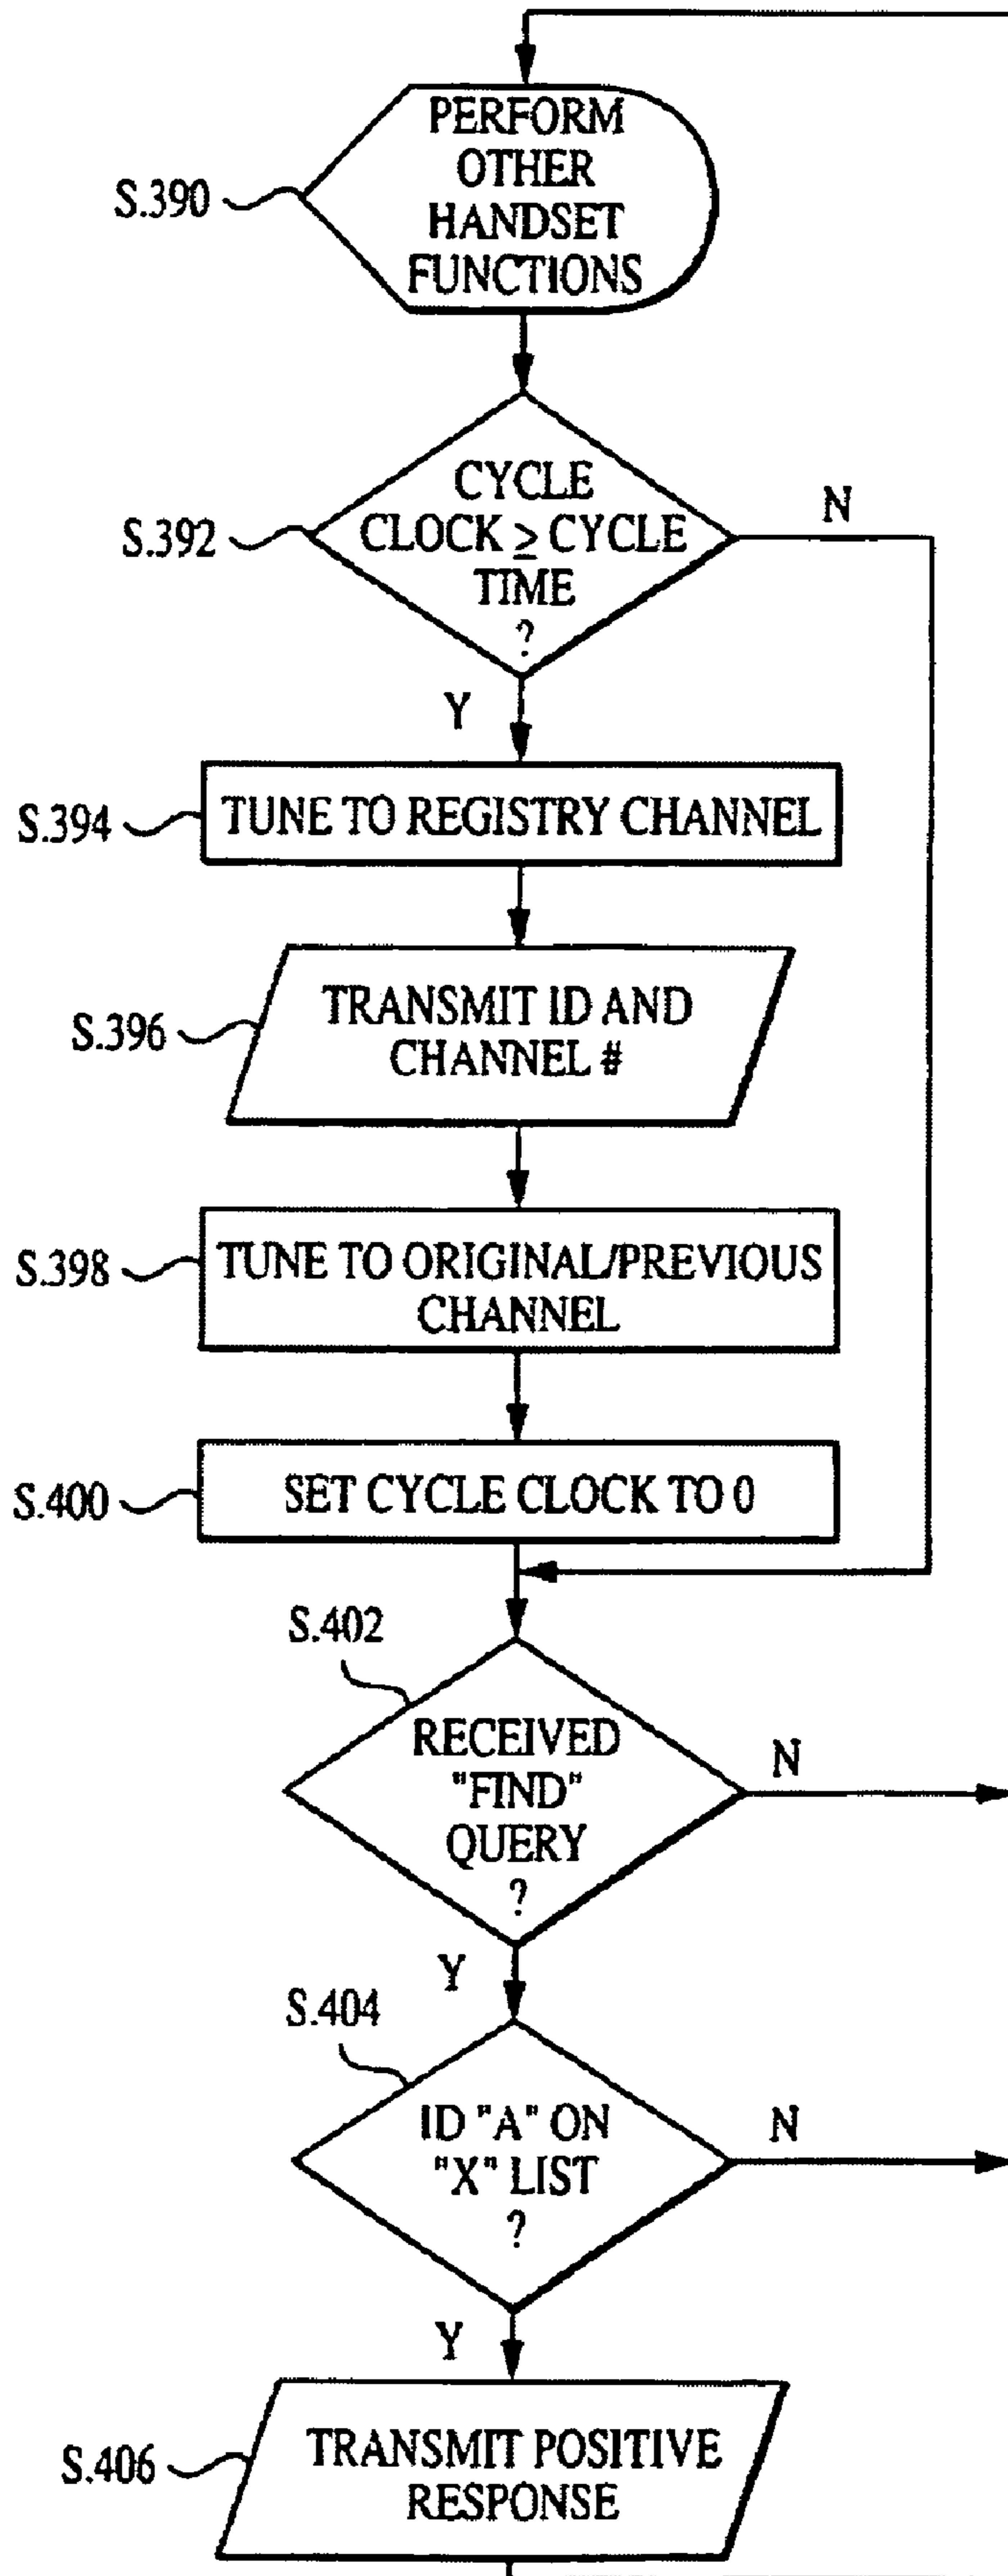 PERFORM
OTHER
HANDSET
FUNCTIONS
S.390
CYCLE
CLOCK ≥ CYCLE
TIME
?
S.392
N
Y
S.394
TUNE TO REGISTRY CHANNEL
TRANSMIT ID AND
CHANNEL #
S.396
S.398
TUNE TO ORIGINAL/PREVIOUS
CHANNEL
S.400
SET CYCLE CLOCK TO 0
S.402
RECEIVED
"FIND"
QUERY
?
N
Y
S.404
ID "A" ON
"X" LIST
?
N
Y
S.406
TRANSMIT POSITIVE
RESPONSE